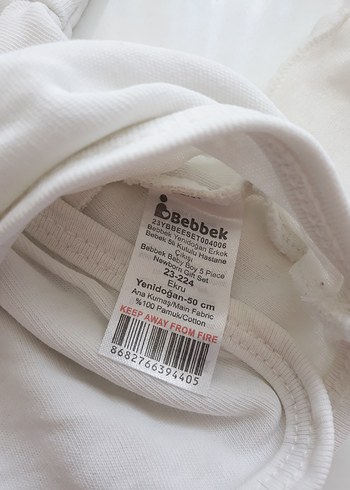 Bebbek
23YBBEESET004006
Bebbek Yenidoğan Erkek
Bebek 5li Kutulu Hastane
Çıkışı
Bebbek Baby Boy 5 Piece
Newborn Gift Set
23-224
Ekru
Yenidoğan-50 cm
Ana Kumaş/Main Fabric
%100 Pamuk/Cotton
KEEP AWAY FROM FIRE
8682766394405